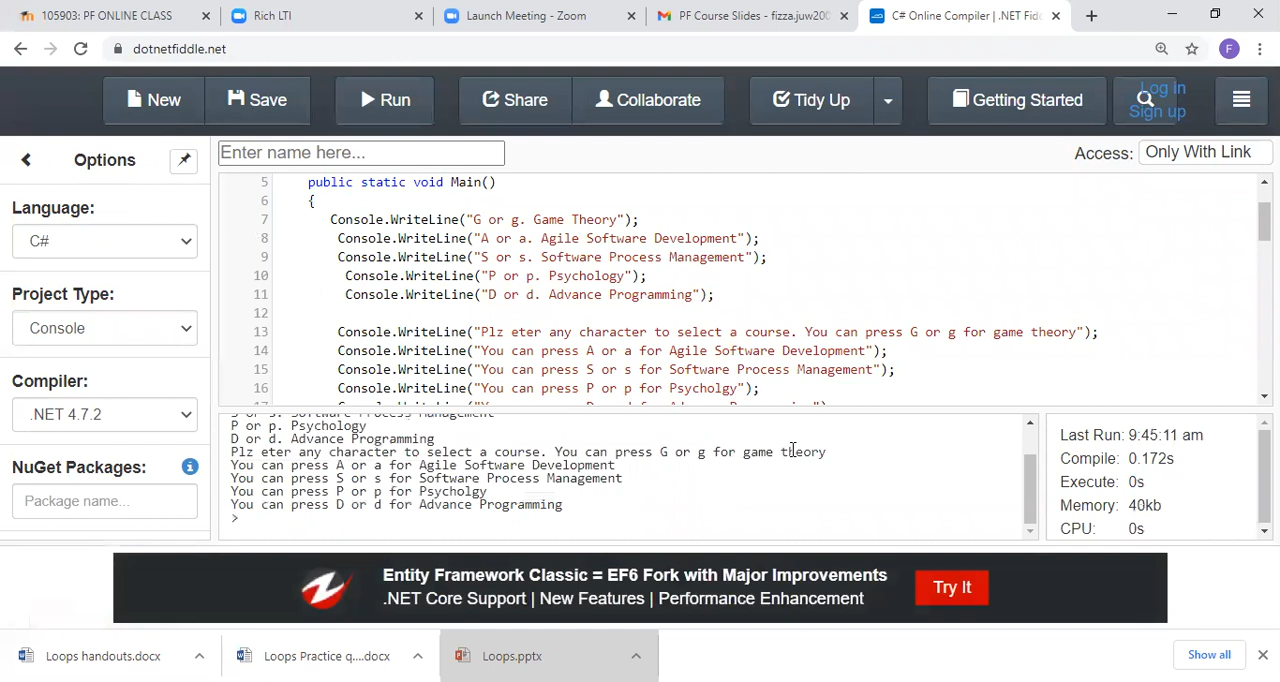 105903: PF ONLINE CLASS
Rich LTI
Launch Meeting - Zoom
PF Course Slides - fizza.juw200
C# Online Compiler | .NET Fidd
dotnetfiddle.net
F
New
Save
Run
Share
Collaborate
Tidy Up
Getting Started
Log In
Sign up
Options
Enter name here...
Access:
Only With Link
Language:
C#
Project Type:
Console
Compiler:
.NET 4.7.2
NuGet Packages:
Package name...
5 public static void Main()
6 {
7 Console.WriteLine("G or g. Game Theory");
8 Console.WriteLine("A or a. Agile Software Development");
9 Console.WriteLine("S or s. Software Process Management");
10 Console.WriteLine("P or p. Psychology");
11 Console.WriteLine("D or d. Advance Programming");
12
13 Console.WriteLine("Plz eter any character to select a course. You can press G or g for game theory");
14 Console.WriteLine("You can press A or a for Agile Software Development");
15 Console.WriteLine("You can press S or s for Software Process Management");
16 Console.WriteLine("You can press P or p for Psycholgy");
S or s. Software Process Management
P or p. Psychology
D or d. Advance Programming
Plz eter any character to select a course. You can press G or g for game theory
You can press A or a for Agile Software Development
You can press S or s for Software Process Management
You can press P or p for Psycholgy
You can press D or d for Advance Programming
>
Last Run: 9:45:11 am
Compile: 0.172s
Execute: 0s
Memory: 40kb
CPU: 0s
Entity Framework Classic = EF6 Fork with Major Improvements
.NET Core Support | New Features | Performance Enhancement
Try It
Loops handouts.docx
Loops Practice q....docx
Loops.pptx
Show all